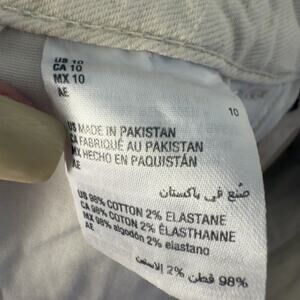 US 10
CA 10
MX 10
AE
10
US MADE IN PAKISTAN
CA FABRIQUÉ AU PAKISTAN
MX HECHO EN PAQUISTÁN
AE
صنع في باكستان
US 98% COTTON 2% ELASTANE
CA 98% COTON 2% ÉLASTHANNE
MX 98% algodón 2% elastano
AE
98% قطن 2%